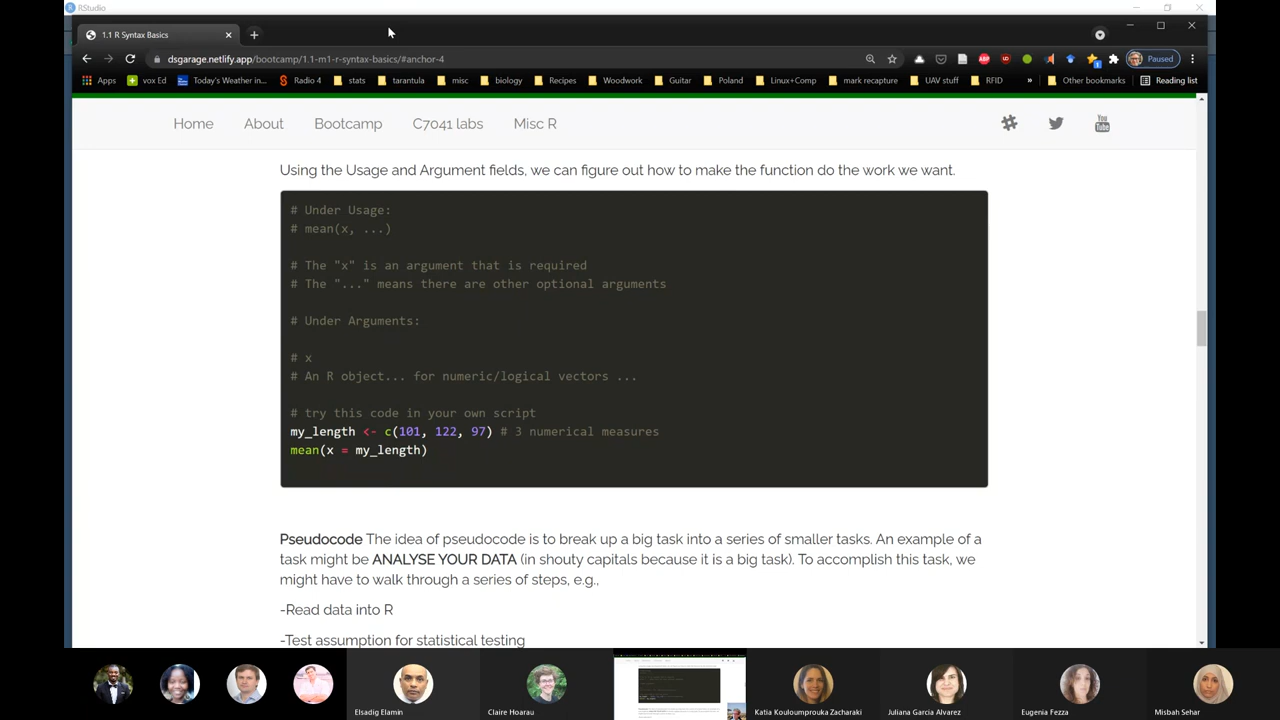 RStudio
1.1 R Syntax Basics
dsgarage.netlify.app/bootcamp/1.1-m1-r-syntax-basics/#anchor-4
Paused
Apps vox Ed Today's Weather in... Radio 4 stats tarantula misc biology Recipes Woodwork Guitar Poland Linux+Comp mark recapture UAV stuff RFID » Other bookmarks Reading list
Home About Bootcamp C7041 labs Misc R
You Tube
Using the Usage and Argument fields, we can figure out how to make the function do the work we want.
# Under Usage:
# mean(x, ...)
# The "x" is an argument that is required
# The "..." means there are other optional arguments
# Under Arguments:
# x
# An R object... for numeric/logical vectors ...
# try this code in your own script
my_length <- c(101, 122, 97) # 3 numerical measures
mean(x = my_length)
Pseudocode The idea of pseudocode is to break up a big task into a series of smaller tasks. An example of a
task might be ANALYSE YOUR DATA (in shouty capitals because it is a big task). To accomplish this task, we
might have to walk through a series of steps, e.g.,
-Read data into R
-Test assumption for statistical testing
Elsadig Elamin Claire Hoarau Katia Kouloumprouka Zacharaki Juliana Garcia Alvarez Eugenia Fezza Misbah Sehar